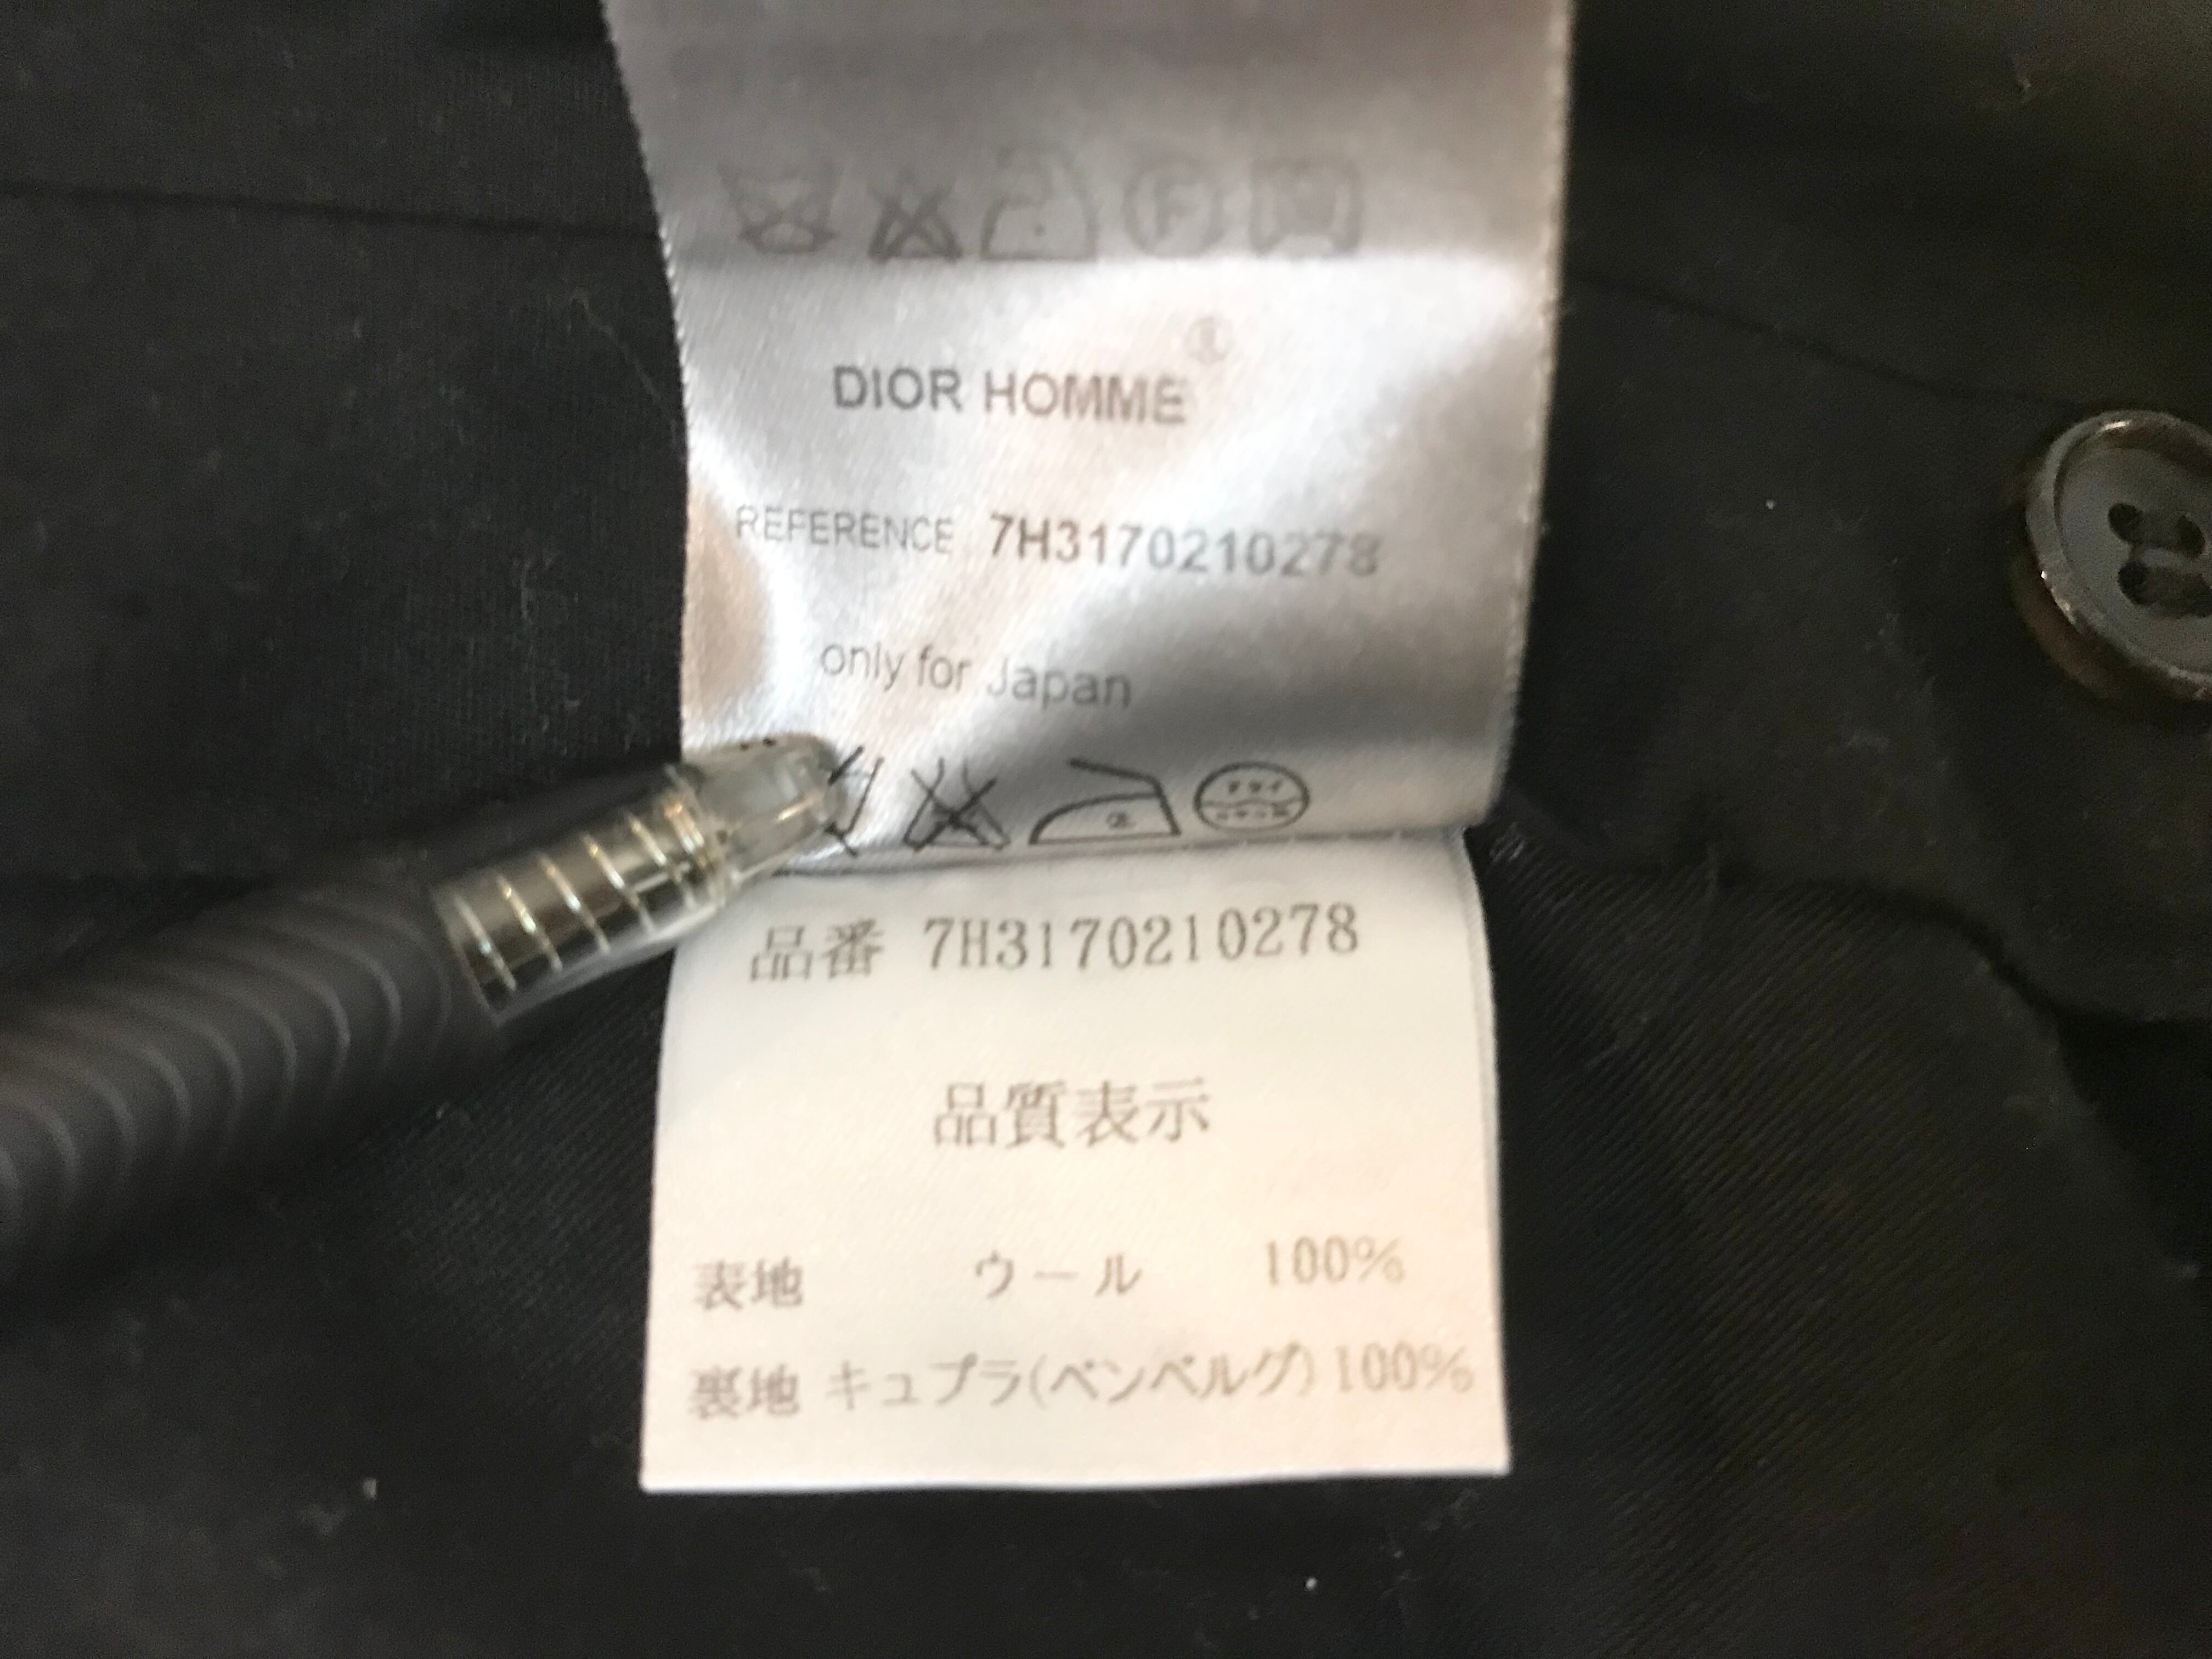 F
DIOR HOMME®
REFERENCE 7H3170210278
only for Japan
品番 7H3170210278
品質表示
表地 ウール 100%
裏地 キュプラ(ベンベルグ) 100%